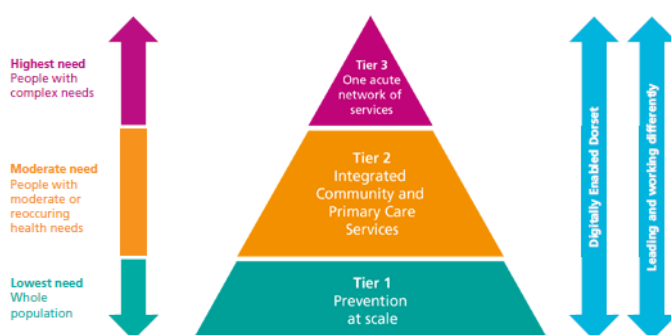 Highest need
People with
complex needs
Moderate need
People with
moderate or
reoccuring
health needs
Lowest need
Whole
population
Tier 3
One acute
network of
services
Tier 2
Integrated
Community and
Primary Care
Services
Tier 1
Prevention
at scale
Digitally Enabled Dorset
Leading and working differently